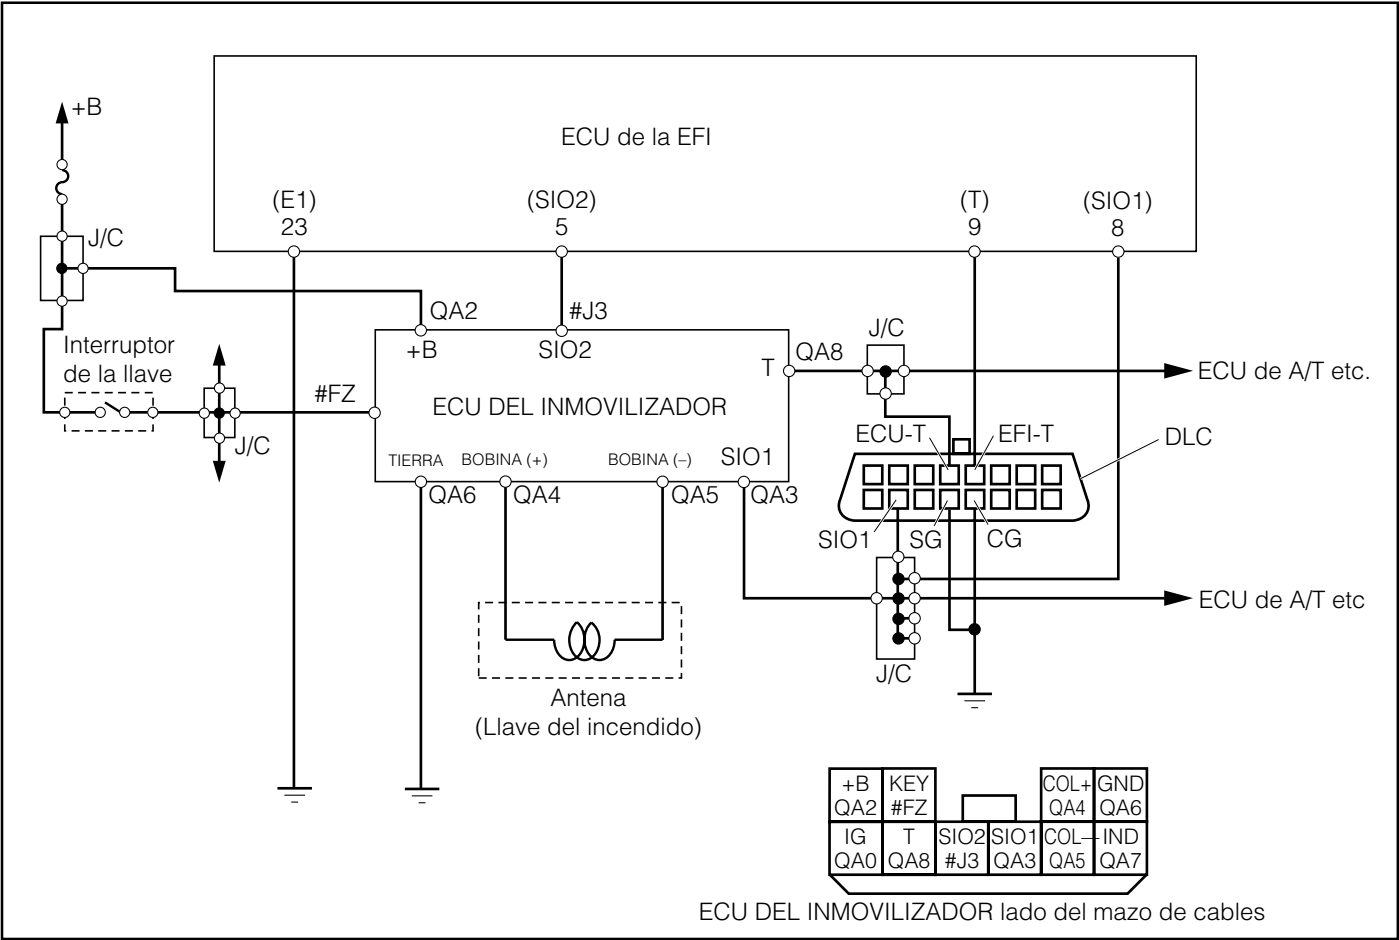 ECU de la EFI
+B
(E1)
23
(SIO2)
5
(T)
9
(SIO1)
8
J/C
QA2
#J3
+B
SIO2
J/C
QA8
T
ECU de A/T etc.
Interruptor
de la llave
#FZ
ECU DEL INMOVILIZADOR
J/C
ECU-T
EFI-T
DLC
TIERRA
BOBINA (+)
BOBINA (–)
SIO1
QA6
QA4
QA5
QA3
SIO1
SG
CG
ECU de A/T etc
J/C
Antena
(Llave del incendido)
+B
KEY
COL+
GND
QA2
#FZ
QA4
QA6
IG
T
SIO2
SIO1
COL–
IND
QA0
QA8
#J3
QA3
QA5
QA7
ECU DEL INMOVILIZADOR lado del mazo de cables